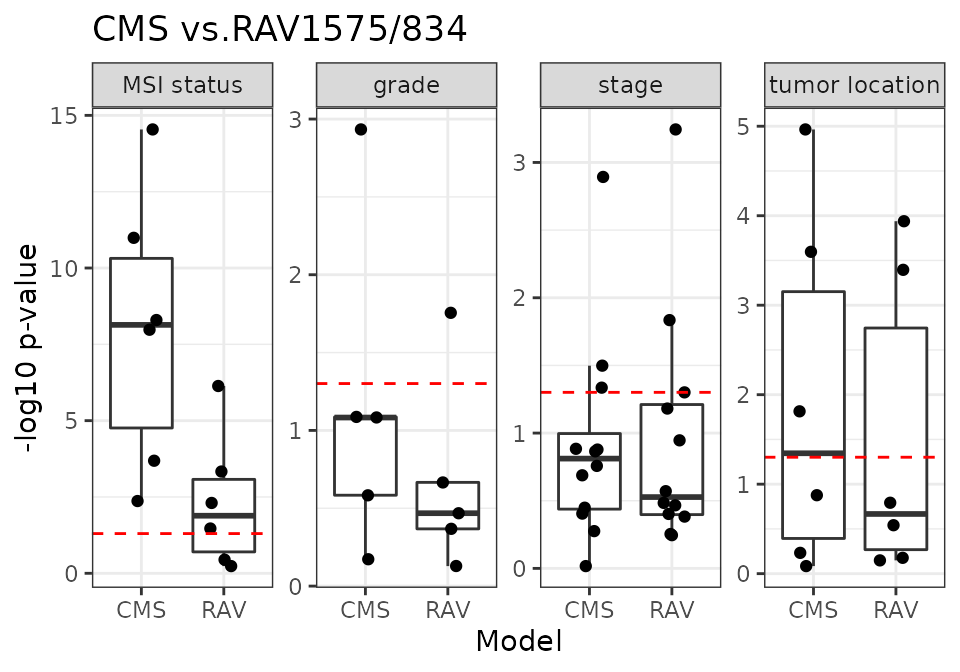 CMS vs.RAV1575/834
MSI status
grade
stage
tumor location
-log10 p-value
15
10
5
0
3
2
1
0
3
2
1
0
5
4
3
2
1
0
CMS RAV
CMS RAV
CMS RAV
CMS RAV
Model